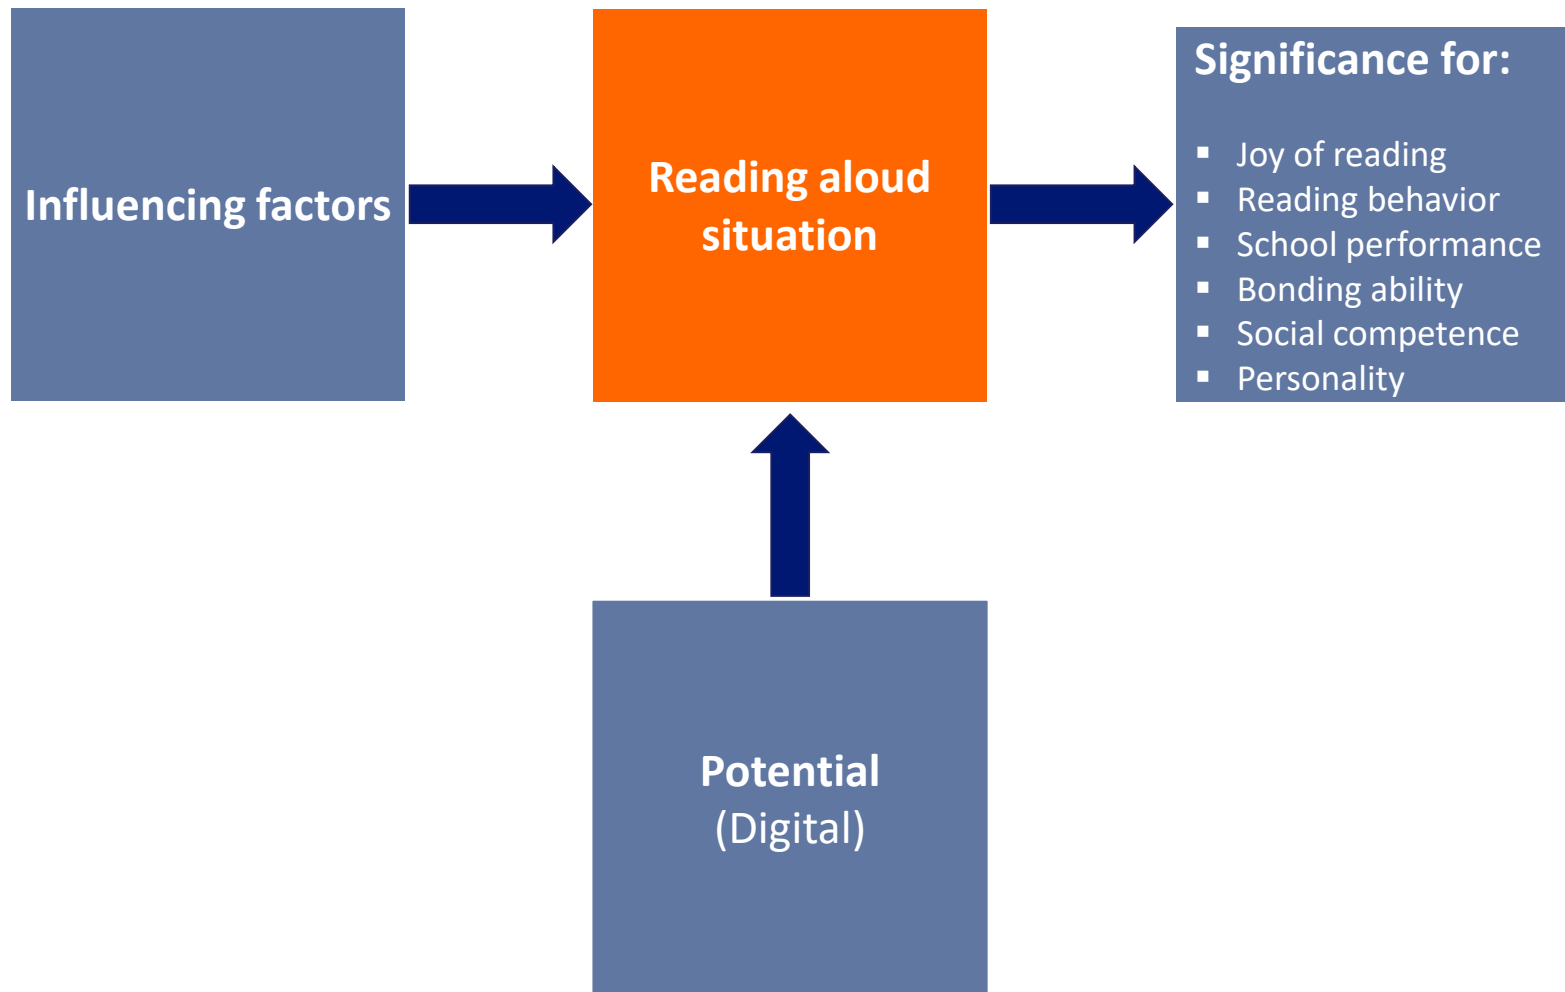 Influencing factors
Reading aloud
situation
Significance for:
▪ Joy of reading
▪ Reading behavior
▪ School performance
▪ Bonding ability
▪ Social competence
▪ Personality
Potential
(Digital)